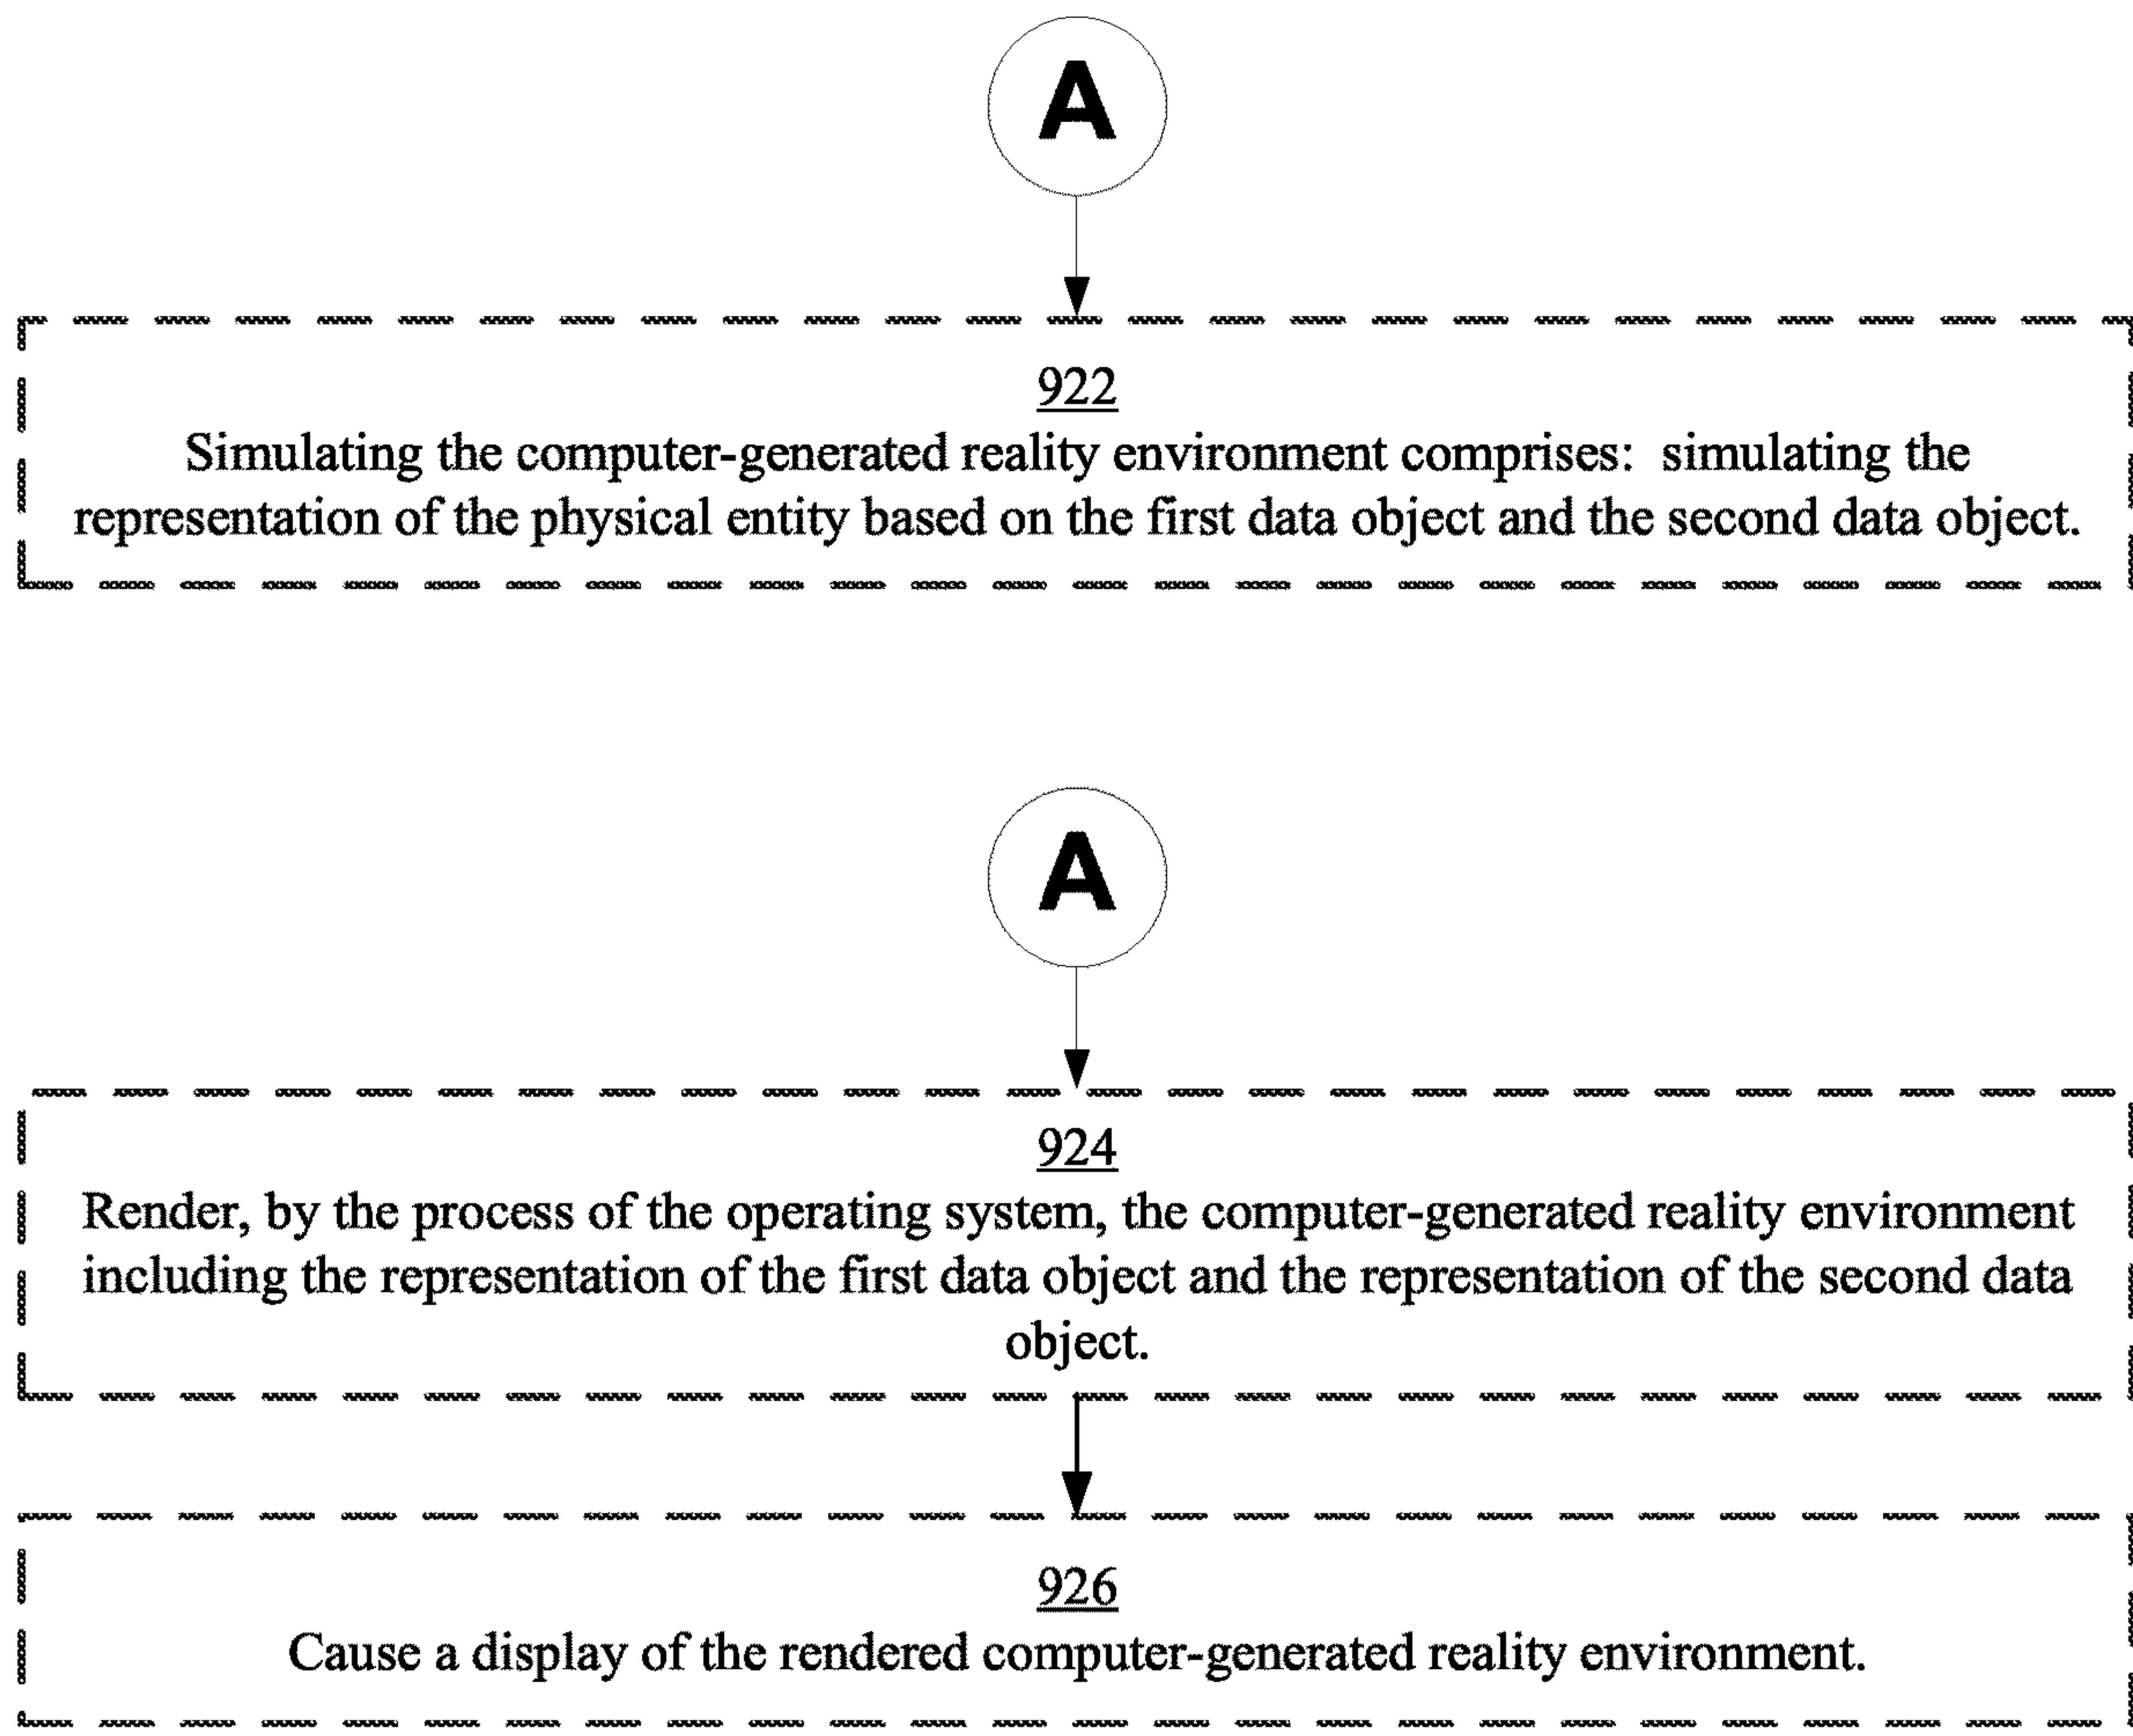 A
922
Simulating the computer-generated reality environment comprises:  simulating the
representation of the physical entity based on the first data object and the second data object.
A
924
Render, by the process of the operating system, the computer-generated reality environment
including the representation of the first data object and the representation of the second data
object.
926
Cause a display of the rendered computer-generated reality environment.